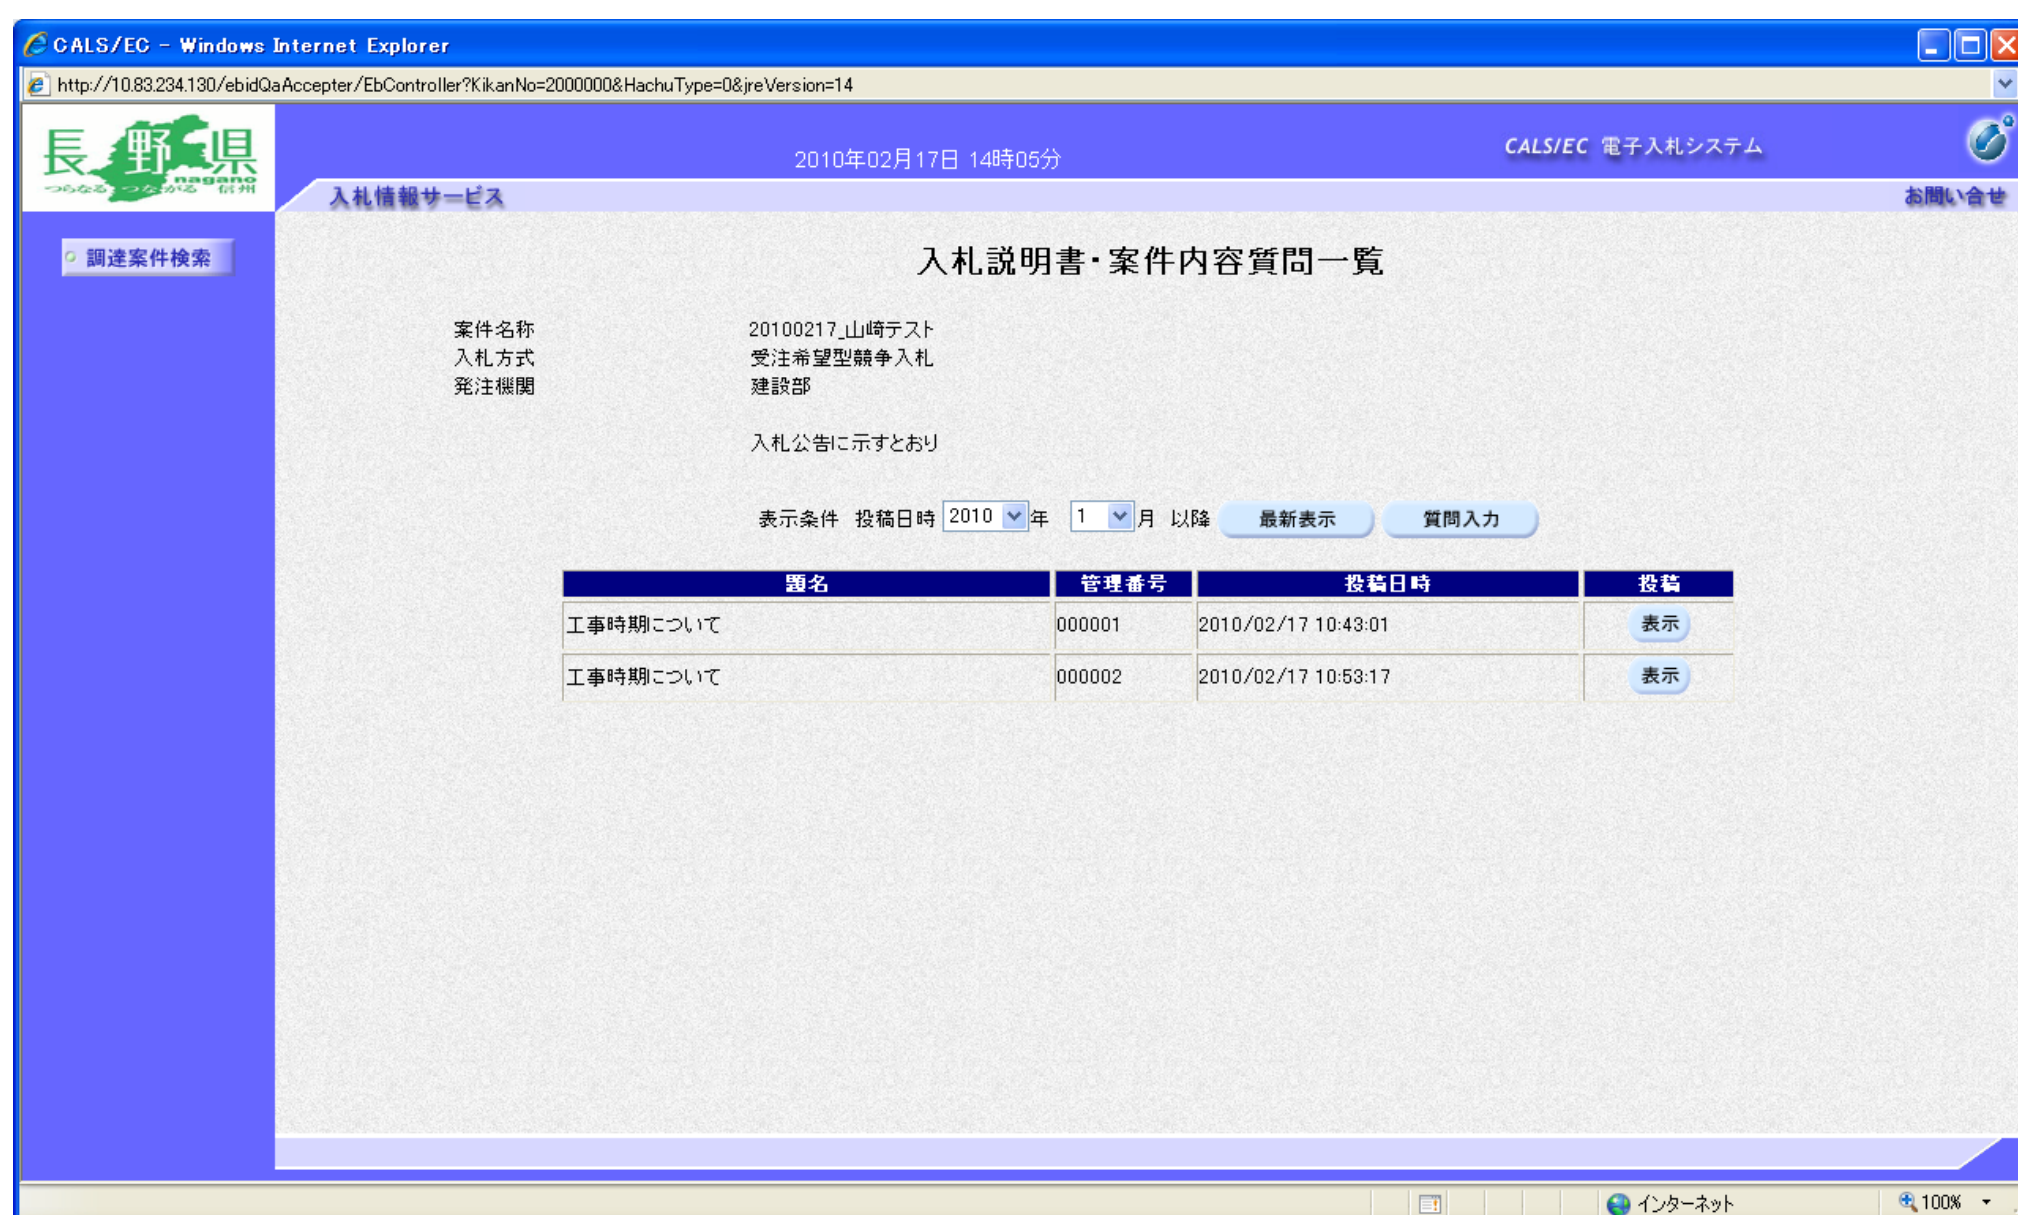 CALS/EC - Windows Internet Explorer
http://10.83.234.130/ebidQaAccepter/EbController?KikanNo=2000000&HachuType=0&jreVersion=14
長野県
nagano
つらなる つながる 信州
2010年02月17日 14時05分
CALS/EC 電子入札システム
入札情報サービス
お問い合せ
調達案件検索
入札説明書・案件内容質問一覧
案件名称 20100217_山崎テスト
入札方式 受注希望型競争入札
発注機関 建設部
入札公告に示すとおり
表示条件 投稿日時 2010 年 1 月 以降 最新表示 質問入力
題名 管理番号 投稿日時 投稿
工事時期について 000001 2010/02/17 10:43:01 表示
工事時期について 000002 2010/02/17 10:53:17 表示
インターネット 100%